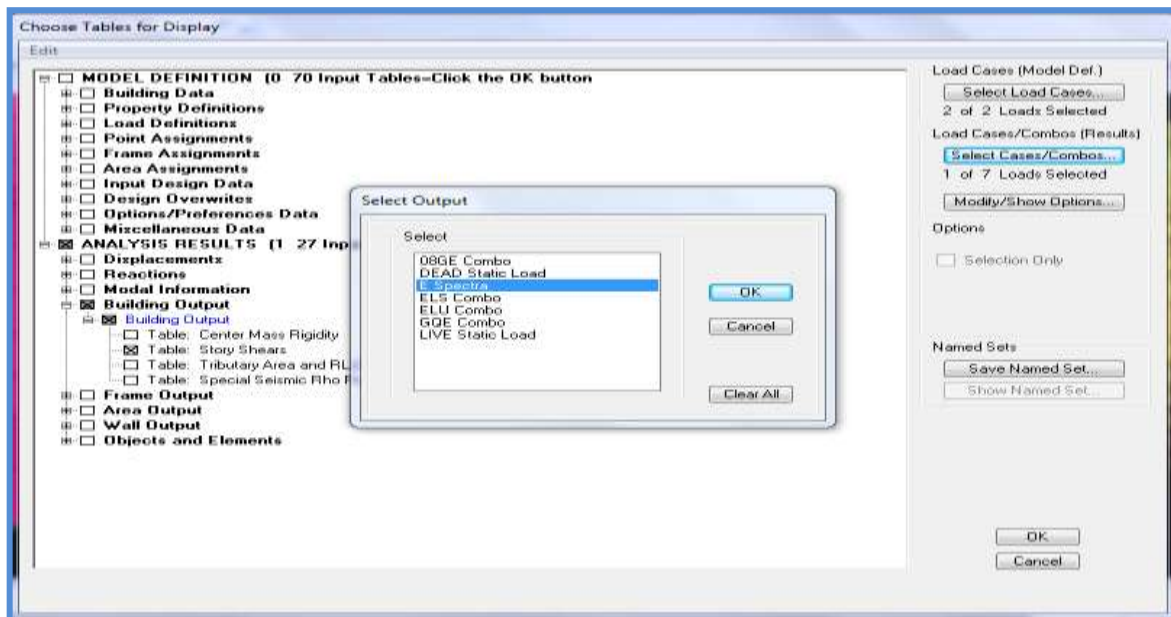 Choose Tables for Display
Edit
MODEL DEFINITION (0 70 Input Tables=Click the OK button
Building Data
Property Definitions
Load Definitions
Point Assignments
Frame Assignments
Area Assignments
Input Design Data
Design Overwrites
Options/Preferences Data
Miscellaneous Data
ANALYSIS RESULTS (1 27 Inp
Displacements
Reactions
Modal Information
Building Output
Building Output
Table: Center Mass Rigidity
Table: Story Shears
Table: Tributary Area and RL
Table: Special Seismic Rho F
Frame Output
Area Output
Wall Output
Objects and Elements
Select Output
Select
08GE Combo
DEAD Static Load
E Spectra
ELS Combo
ELU Combo
GQE Combo
LIVE Static Load
OK
Cancel
Clear All
Load Cases (Model Def.)
Select Load Cases...
2 of 2 Loads Selected
Load Cases/Combos (Results)
Select Cases/Combos...
1 of 7 Loads Selected
Modify/Show Options...
Options
Selection Only
Named Sets
Save Named Set...
Show Named Set...
OK
Cancel